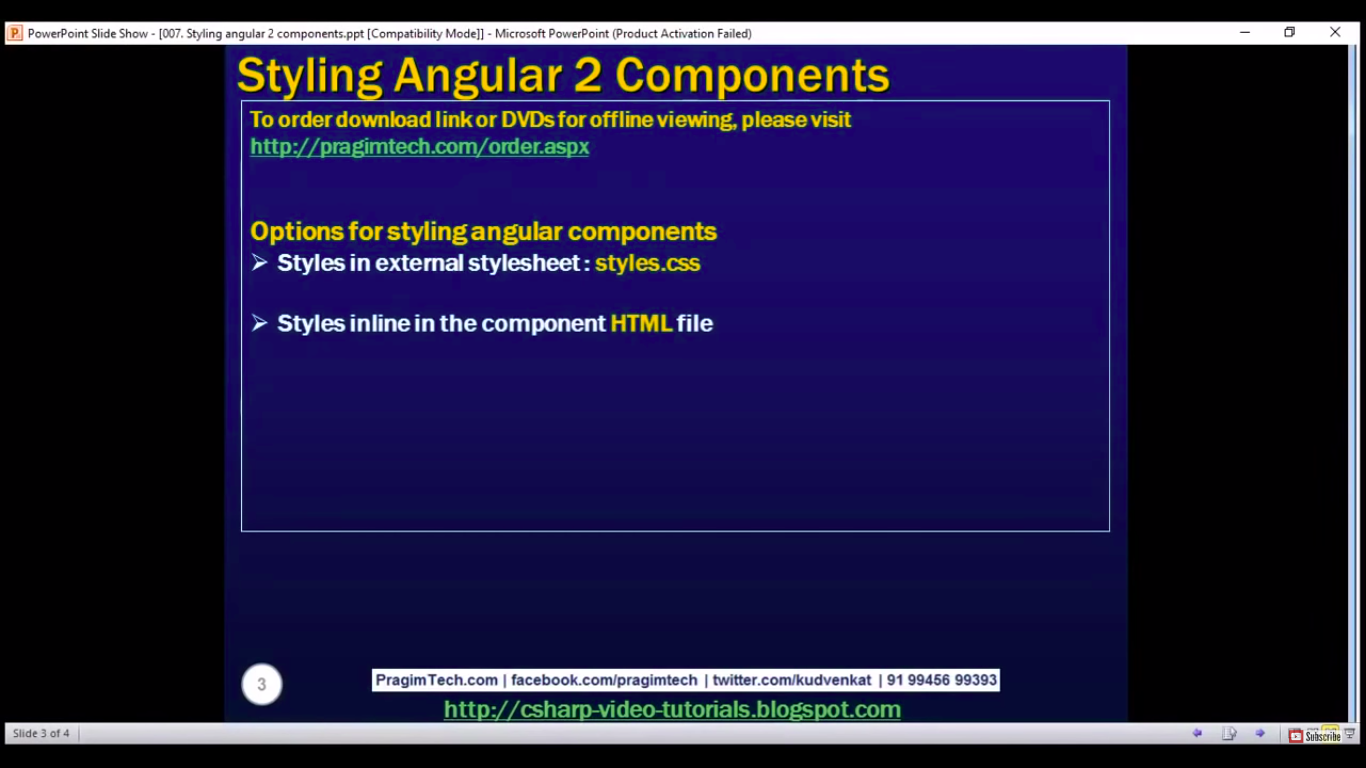 PowerPoint Slide Show - [007. Styling angular 2 components.ppt [Compatibility Mode]] - Microsoft PowerPoint (Product Activation Failed)
Styling Angular 2 Components
To order download link or DVDs for offline viewing, please visit
http://pragimtech.com/order.aspx
Options for styling angular components
Styles in external stylesheet : styles.css
Styles inline in the component HTML file
3
PragimTech.com | facebook.com/pragimtech | twitter.com/kudvenkat | 91 99456 99393
http://csharp-video-tutorials.blogspot.com
Slide 3 of 4
Subscribe